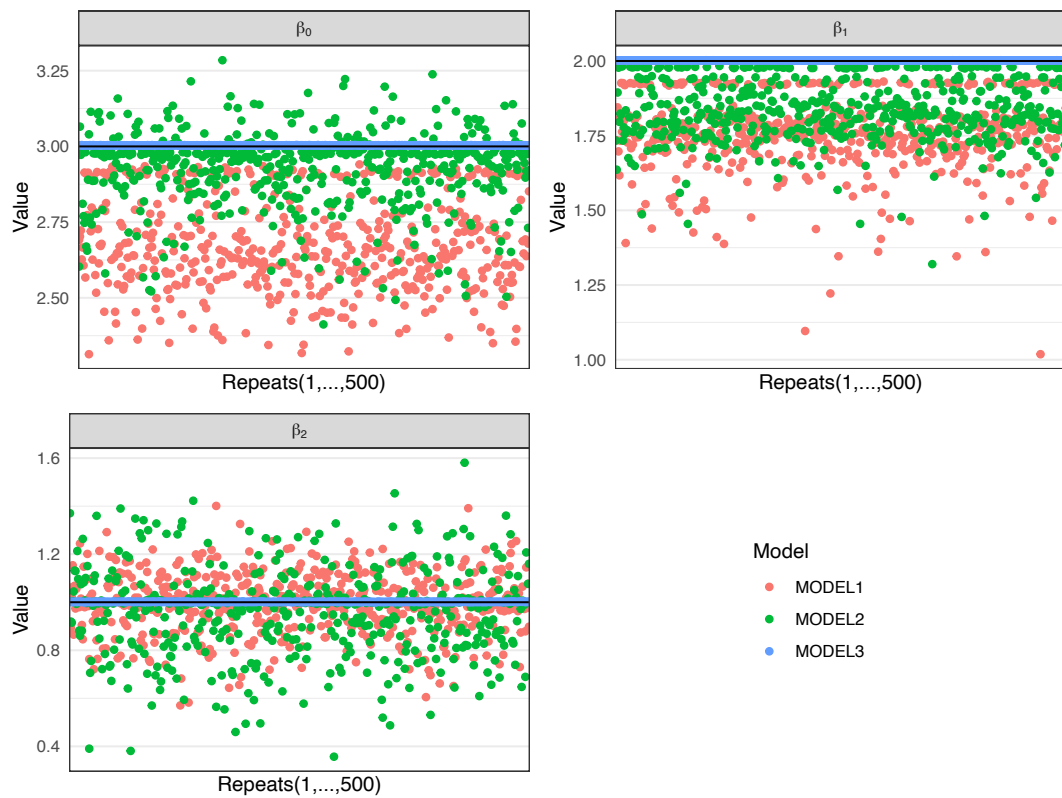 β0
β1
3.25
3.00
2.75
2.50
Value
Repeats(1,...,500)
2.00
1.75
1.50
1.25
1.00
Value
Repeats(1,...,500)
β2
1.6
1.2
0.8
0.4
Value
Repeats(1,...,500)
Model
MODEL1
MODEL2
MODEL3